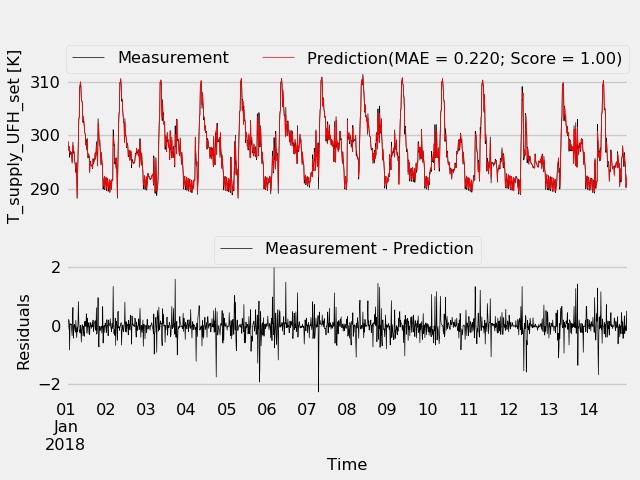 Measurement Prediction(MAE = 0.220; Score = 1.00)
T_supply_UFH_set [K]
310
300
290
Measurement - Prediction
Residuals
2
0
−2
01 02 03 04 05 06 07 08 09 10 11 12 13 14
Jan
2018
Time